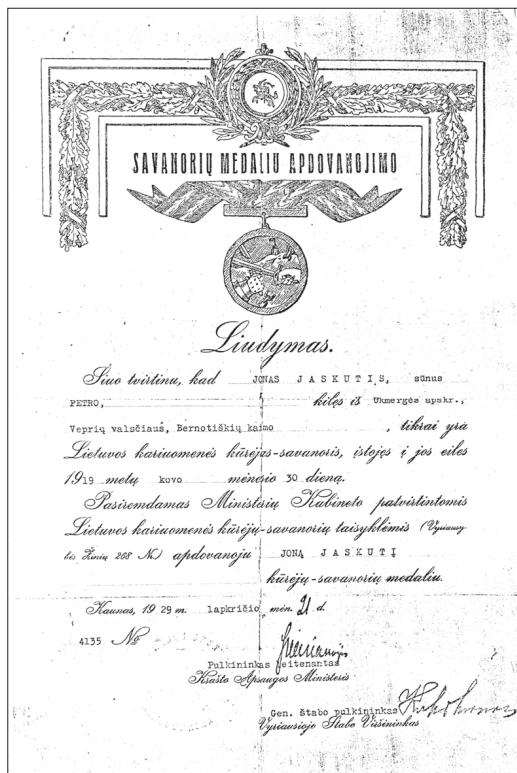 SAVANORIŲ MEDALIU APDOVANOJIMO
Liudymas.
Šiuo tvirtinu, kad JONAS JASKUTIS, sūnus
PETRO, kilęs iš Ukmergės apskr.,
Veprių valsčiaus, Bernotiškių kaimo, tikrai yra
Lietuvos kariuomenės kūrėjas-savanoris, įstojęs į jos eiles
1919 metų kovo mėnesio 30 dieną.
Pasiremdamas Ministerių Kabineto patvirtintomis
Lietuvos kariuomenės kūrėjų-savanorių taisyklėmis (Vyriausy-
bės Žinių 268 №) apdovanoju JONĄ JASKUTĮ
kūrėjų-savanorių medaliu.
Kaunas, 1929 m. lapkričio mėn. 21 d.
4135 №
Pulkininkas leitenantas
Krašto Apsaugos Ministeris
Gen. štabo pulkininkas
Vyriausiojo Štabo Viršininkas